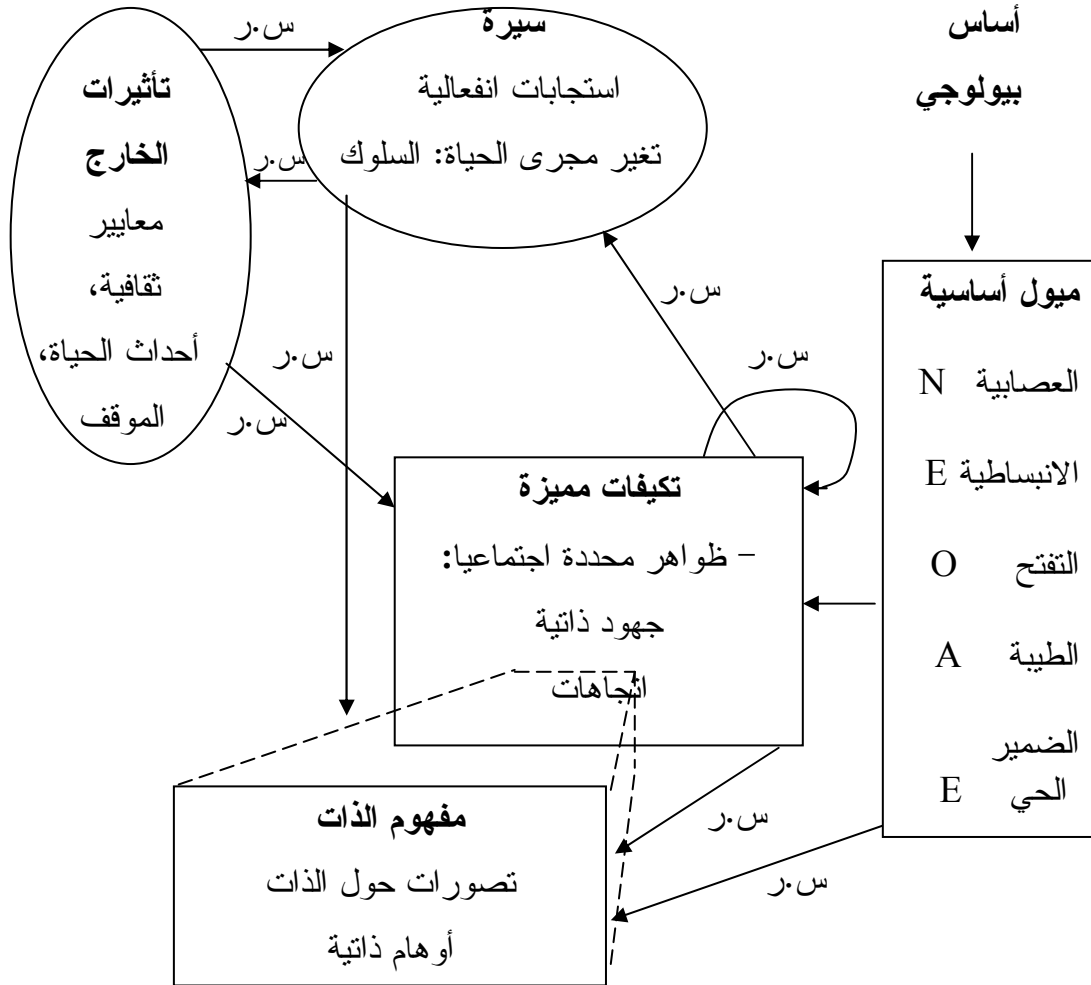 أساس
بيولوجي
ميول أساسية
العصابية N
الانبساطية E
التفتح O
الطيبة A
الضمير
الحي E
سيرة
استجابات انفعالية
تغير مجرى الحياة: السلوك
تأثيرات
الخارج
معايير
ثقافية،
أحداث الحياة،
الموقف
س.ر
س.ر
س.ر
س.ر
س.ر
س.ر
تكيفات مميزة
– ظواهر محددة اجتماعيا:
جهود ذاتية
اتجاهات
س.ر
س.ر
مفهوم الذات
تصورات حول الذات
أوهام ذاتية